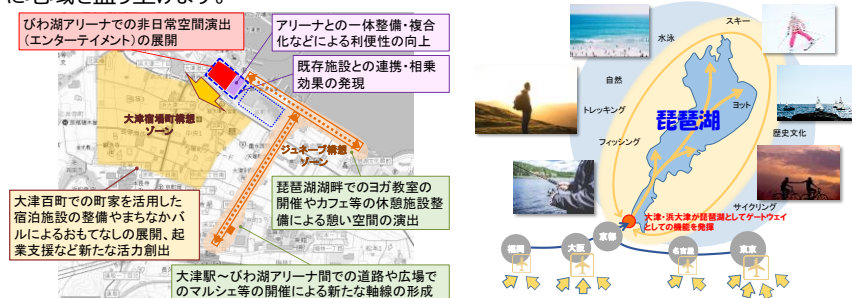 に地域を盛り上げます。
びわ湖アリーナでの非日常空間演出
(エンターテイメント)の展開
アリーナとの一体整備・複合
化などによる利便性の向上
既存施設との連携・相乗
効果の発現
大津宿場町構想
ゾーン
ジュネーブ構想
ゾーン
琵琶湖湖畔でのヨガ教室の
開催やカフェ等の休憩施設整
備による憩い空間の演出
大津百町での町家を活用した
宿泊施設の整備やまちなかバ
ルによるおもてなしの展開、起
業支援など新たな活力創出
大津駅~びわ湖アリーナ間での道路や広場で
のマルシェ等の開催による新たな軸線の形成
スキー
水泳
自然
トレッキング
ヨット
琵琶湖
歴史文化
フィッシング
サイクリング
大津・浜大津が琵琶湖としてゲートウェイ
としての機能を発揮
福岡
大阪
京都
名古屋
東京